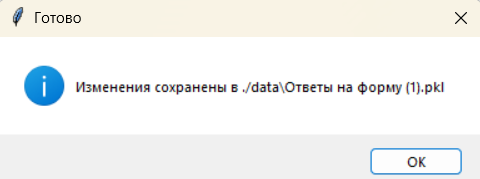 Готово
Изменения сохранены в ./data\Ответы на форму (1).pkl
OK